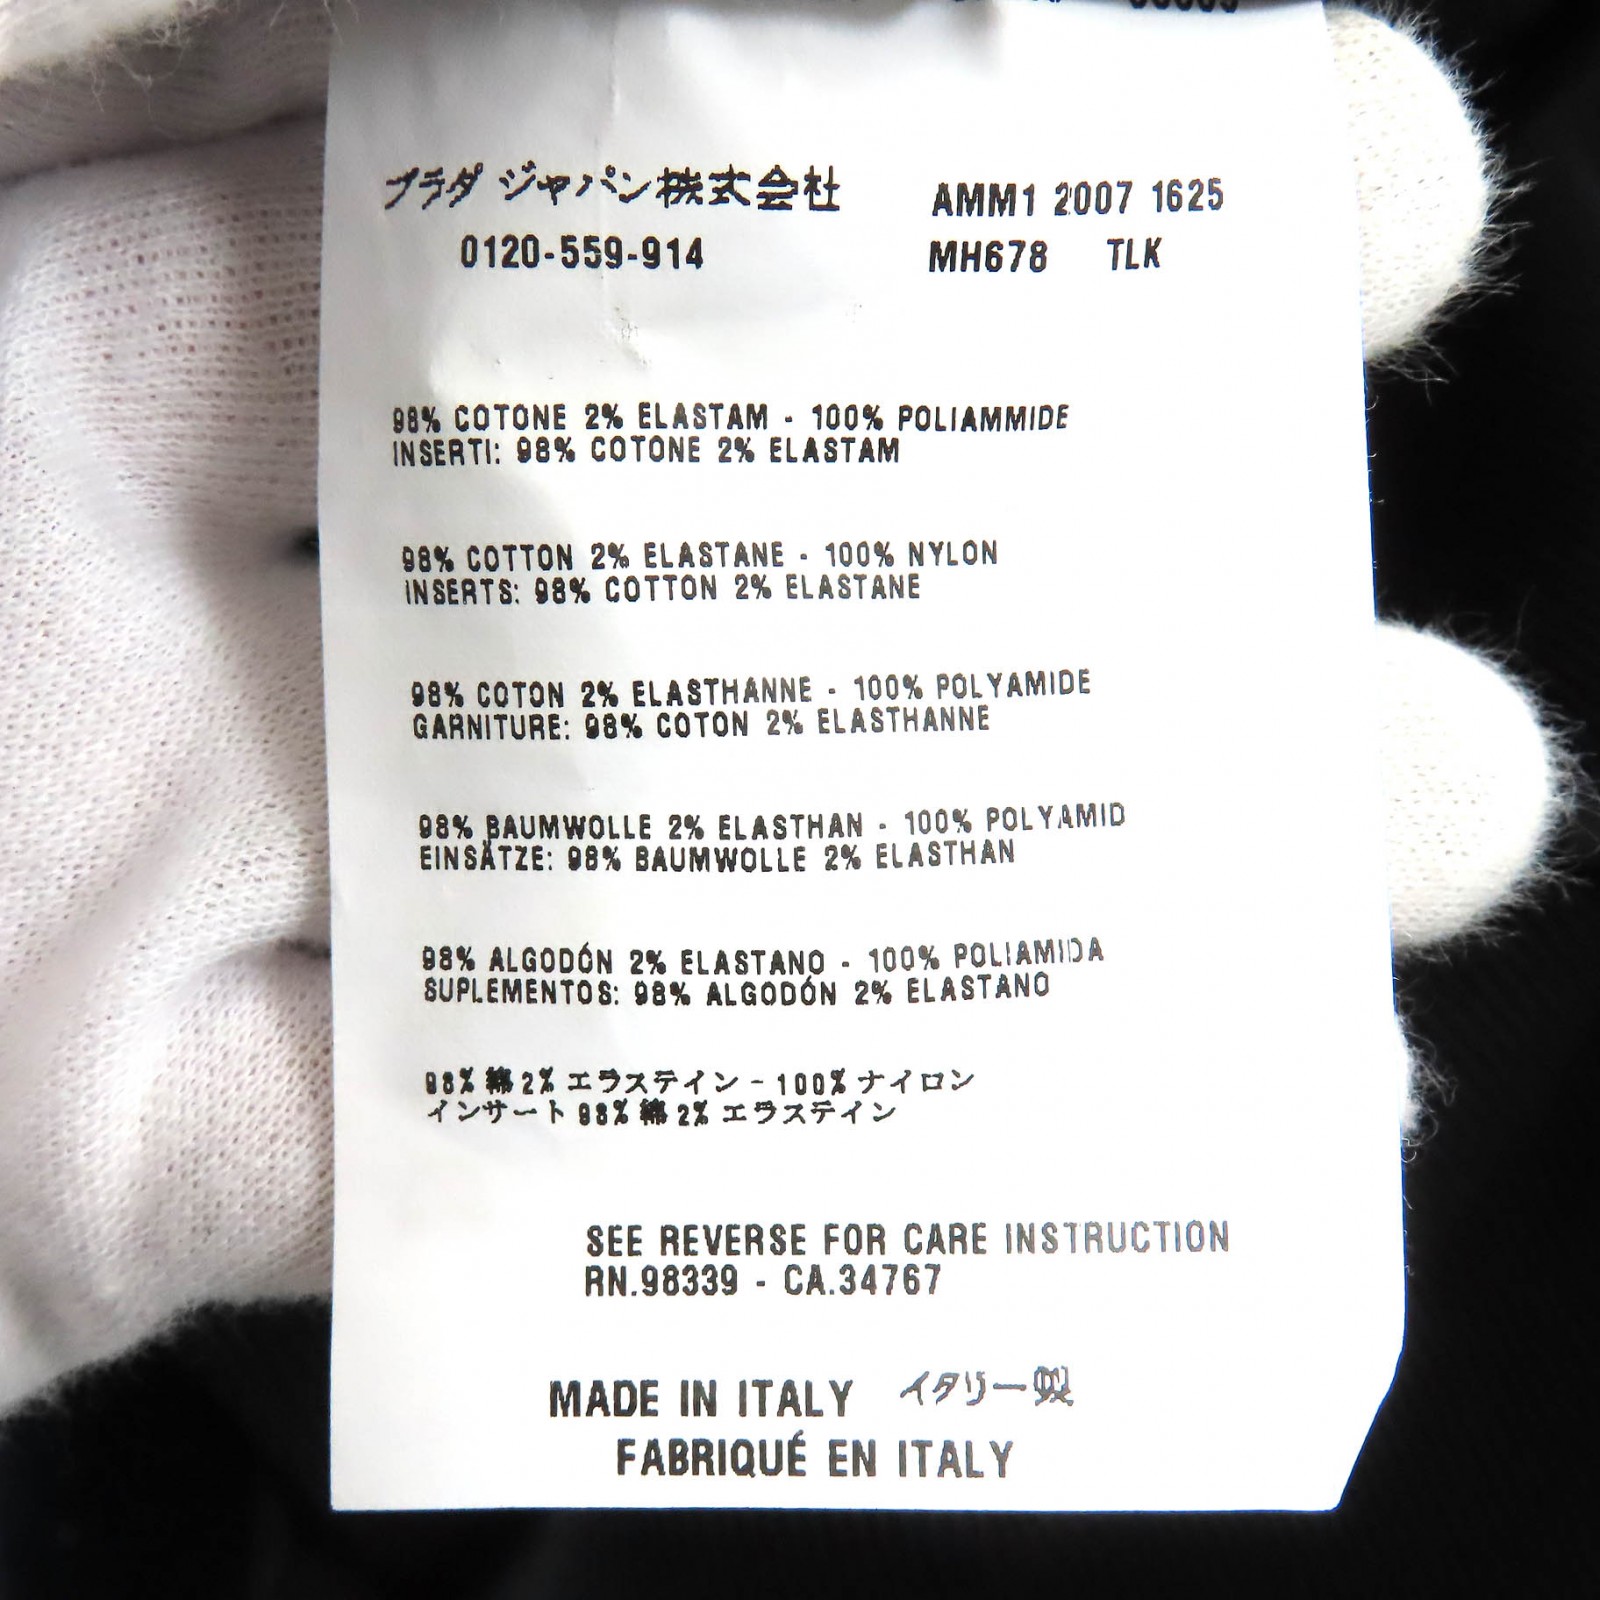 プラダ ジャパン株式会社 AMM1 2007 1625
0120-559-914 MH678 TLK
98% COTONE 2% ELASTAM - 100% POLIAMMIDE
INSERTI: 98% COTONE 2% ELASTAM
98% COTTON 2% ELASTANE - 100% NYLON
INSERTS: 98% COTTON 2% ELASTANE
98% COTON 2% ELASTHANNE - 100% POLYAMIDE
GARNITURE: 98% COTON 2% ELASTHANNE
98% BAUMWOLLE 2% ELASTHAN - 100% POLYAMID
EINSÄTZE: 98% BAUMWOLLE 2% ELASTHAN
98% ALGODÓN 2% ELASTANO - 100% POLIAMIDA
SUPLEMENTOS: 98% ALGODÓN 2% ELASTANO
98% 綿 2% エラステイン - 100% ナイロン
インサート 98% 綿 2% エラステイン
SEE REVERSE FOR CARE INSTRUCTION
RN.98339 - CA.34767
MADE IN ITALY イタリー製
FABRIQUÉ EN ITALY